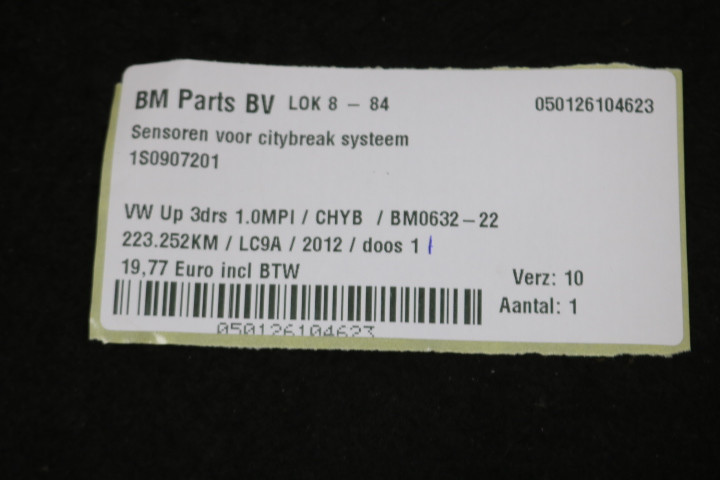 BM Parts BV LOK 8 - 84 050126104623
Sensoren voor citybreak systeem
1S0907201
VW Up 3drs 1.0MPI / CHYB / BM0632-22
223.252KM / LC9A / 2012 / doos 1
19,77 Euro incl BTW
Verz: 10
Aantal: 1
050126104623